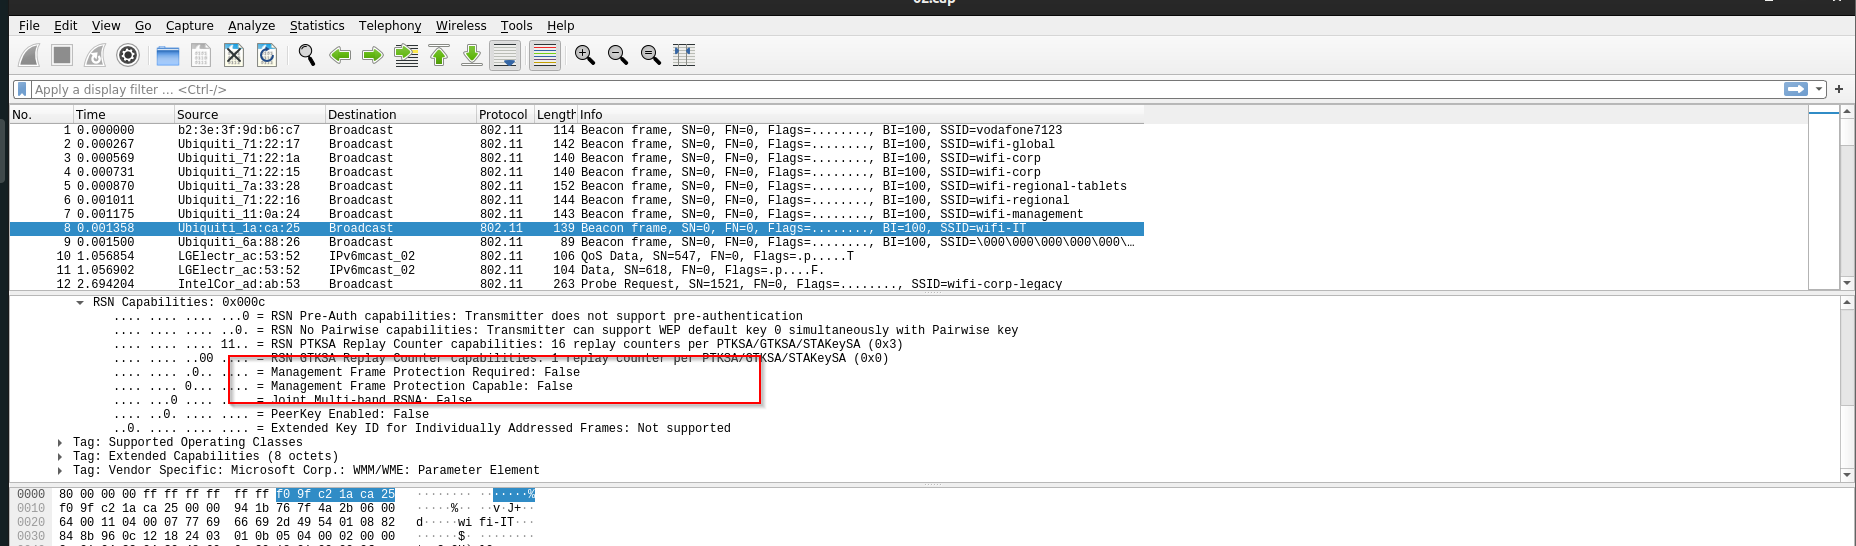 02.cap
File Edit View Go Capture Analyze Statistics Telephony Wireless Tools Help
Apply a display filter ... <Ctrl-/>
No. Time Source Destination Protocol Length Info
1 0.000000 b2:3e:3f:9d:b6:c7 Broadcast 802.11 114 Beacon frame, SN=0, FN=0, Flags=........, BI=100, SSID=vodafone7123
2 0.000267 Ubiquiti_71:22:17 Broadcast 802.11 142 Beacon frame, SN=0, FN=0, Flags=........, BI=100, SSID=wifi-global
3 0.000569 Ubiquiti_71:22:1a Broadcast 802.11 140 Beacon frame, SN=0, FN=0, Flags=........, BI=100, SSID=wifi-corp
4 0.000731 Ubiquiti_71:22:15 Broadcast 802.11 140 Beacon frame, SN=0, FN=0, Flags=........, BI=100, SSID=wifi-corp
5 0.000870 Ubiquiti_7a:33:28 Broadcast 802.11 152 Beacon frame, SN=0, FN=0, Flags=........, BI=100, SSID=wifi-regional-tablets
6 0.001011 Ubiquiti_71:22:16 Broadcast 802.11 144 Beacon frame, SN=0, FN=0, Flags=........, BI=100, SSID=wifi-regional
7 0.001175 Ubiquiti_11:0a:24 Broadcast 802.11 143 Beacon frame, SN=0, FN=0, Flags=........, BI=100, SSID=wifi-management
8 0.001358 Ubiquiti_1a:ca:25 Broadcast 802.11 139 Beacon frame, SN=0, FN=0, Flags=........, BI=100, SSID=wifi-IT
9 0.001500 Ubiquiti_6a:88:26 Broadcast 802.11 89 Beacon frame, SN=0, FN=0, Flags=........, BI=100, SSID=\000\000\000\000\000\…
10 1.056854 LGElectr_ac:53:52 IPv6mcast_02 802.11 106 QoS Data, SN=547, FN=0, Flags=.p.....T
11 1.056902 LGElectr_ac:53:52 IPv6mcast_02 802.11 104 Data, SN=618, FN=0, Flags=.p....F.
12 2.694204 IntelCor_ad:ab:53 Broadcast 802.11 263 Probe Request, SN=1521, FN=0, Flags=........, SSID=wifi-corp-legacy
RSN Capabilities: 0x000c
.... .... .... ...0 = RSN Pre-Auth capabilities: Transmitter does not support pre-authentication
.... .... .... ..0. = RSN No Pairwise capabilities: Transmitter can support WEP default key 0 simultaneously with Pairwise key
.... .... .... 11.. = RSN PTKSA Replay Counter capabilities: 16 replay counters per PTKSA/GTKSA/STAKeySA (0x3)
.... .... ..00 .... = RSN GTKSA Replay Counter capabilities: 1 replay counter per PTKSA/GTKSA/STAKeySA (0x0)
.... .... .0.. .... = Management Frame Protection Required: False
.... .... 0... .... = Management Frame Protection Capable: False
.... ...0 .... .... = Joint Multi-band RSNA: False
.... ..0. .... .... = PeerKey Enabled: False
..0. .... .... .... = Extended Key ID for Individually Addressed Frames: Not supported
Tag: Supported Operating Classes
Tag: Extended Capabilities (8 octets)
Tag: Vendor Specific: Microsoft Corp.: WMM/WME: Parameter Element
0000 80 00 00 00 ff ff ff ff ff ff f0 9f c2 1a ca 25 ········ ·······%
0010 f0 9f c2 1a ca 25 00 00 94 1b 76 7f 4a 2b 06 00 ·····%·· ··v·J+··
0020 64 00 11 04 00 07 77 69 66 69 2d 49 54 01 08 82 d·····wi fi-IT···
0030 84 8b 96 0c 12 18 24 03 01 0b 05 04 00 02 00 00 ······$· ········